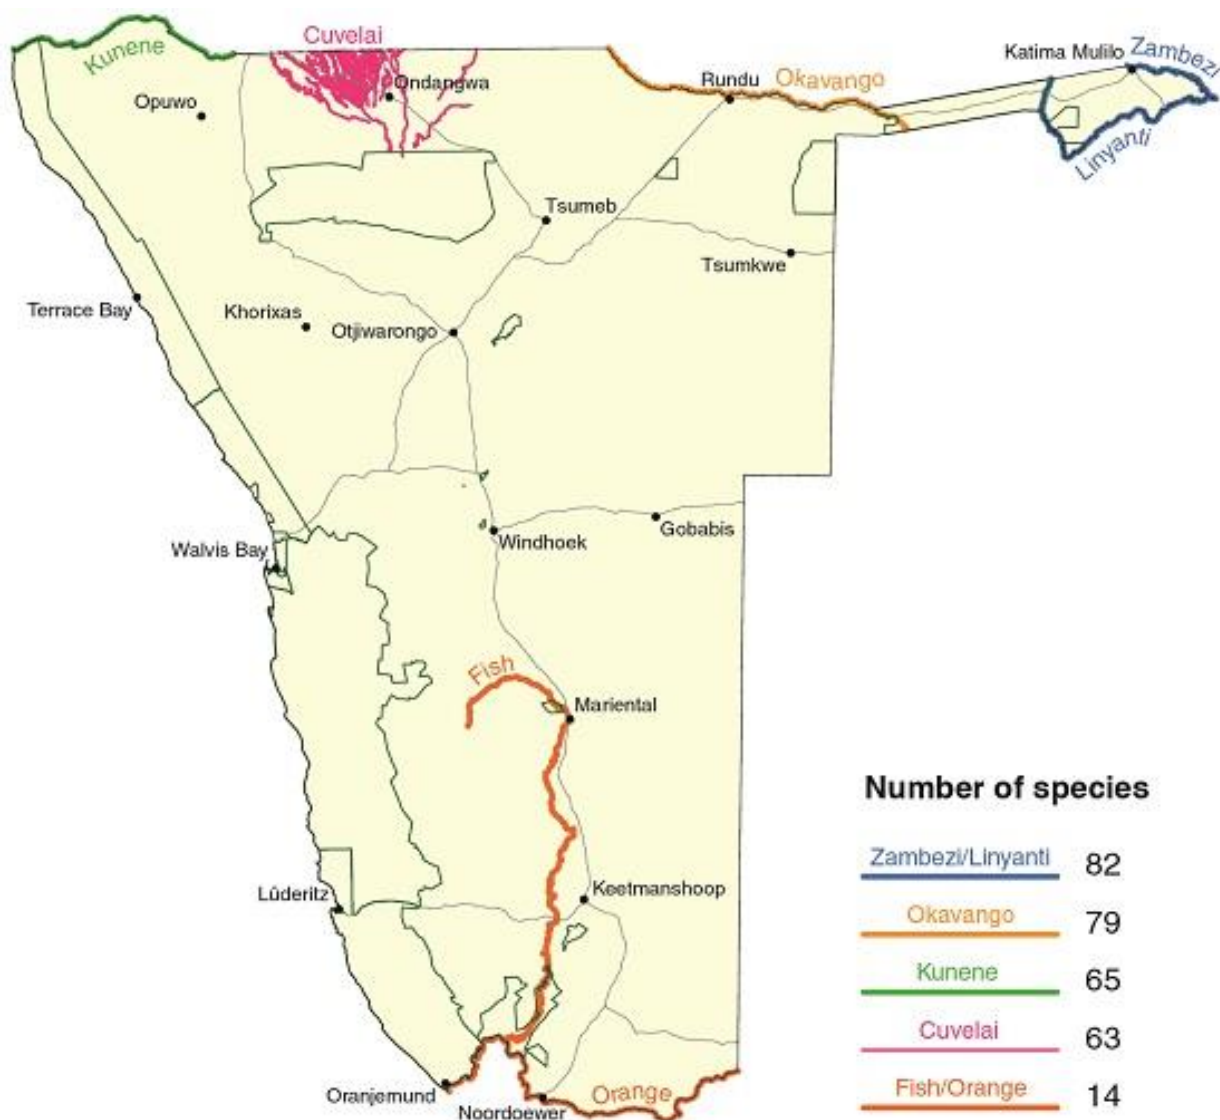 Kunene
Cuvelai
Katima Mulilo
Zambezi
Ondangwa
Rundu
Okavango
Opuwo
Linyanti
Tsumeb
Tsumkwe
Terrace Bay
Khorixas
Otjiwarongo
Walvis Bay
Windhoek
Gobabis
Fish
Mariental
Lûderitz
Keetmanshoop
Oranjemund
Noordoewer
Orange
Number of species
Zambezi/Linyanti 82
Okavango 79
Kunene 65
Cuvelai 63
Fish/Orange 14